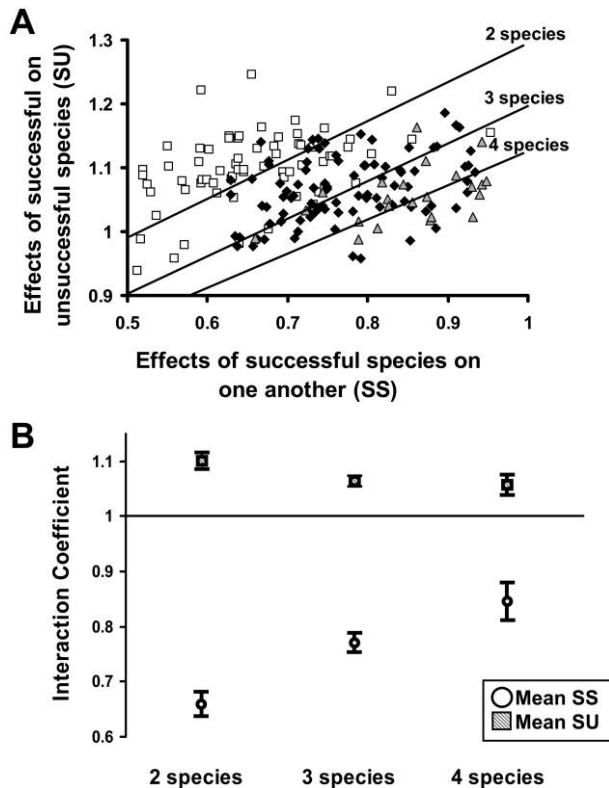 A
Effects of successful on
unsuccessful species (SU)
1.3
1.2
1.1
1
0.9
2 species
3 species
4 species
0.5
0.6
0.7
0.8
0.9
1
Effects of successful species on
one another (SS)
B
Interaction Coefficient
1.1
1
0.9
0.8
0.7
0.6
Mean SS
Mean SU
2 species
3 species
4 species